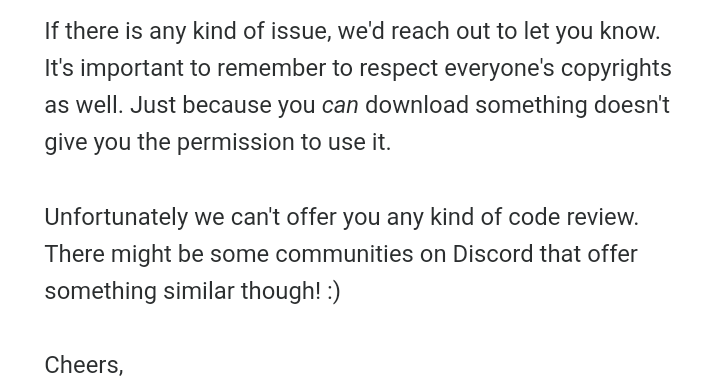 If there is any kind of issue, we'd reach out to let you know.
It's important to remember to respect everyone's copyrights
as well. Just because you can download something doesn't
give you the permission to use it.
Unfortunately we can't offer you any kind of code review.
There might be some communities on Discord that offer
something similar though! :)
Cheers,